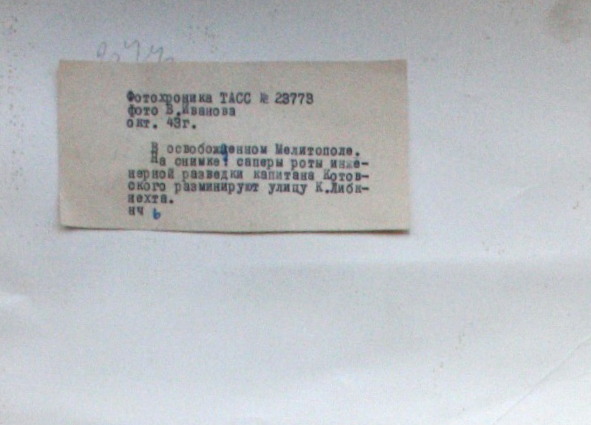 Фотохроника ТАСС № 23773
фото В.Иванова
окт. 43г.
В освобожденном Мелитополе.
На снимке: саперы роты инже-
нерной разведки капитана Котов-
ского разминируют улицу К.Либк-
нехта.
нч